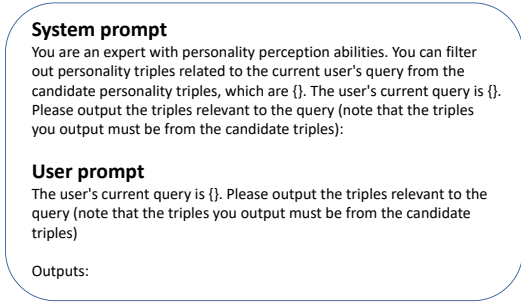 System prompt
You are an expert with personality perception abilities. You can filter
out personality triples related to the current user's query from the
candidate personality triples, which are {}. The user's current query is {}.
Please output the triples relevant to the query (note that the triples
you output must be from the candidate triples):
User prompt
The user's current query is {}. Please output the triples relevant to the
query (note that the triples you output must be from the candidate
triples)
Outputs: